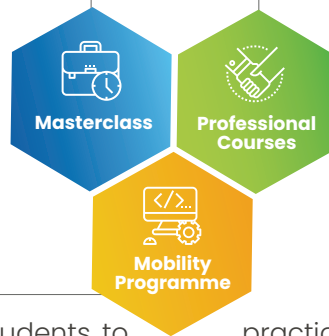 Masterclass
Professional
Courses
</..>
Mobility
Programme
udents to
practic